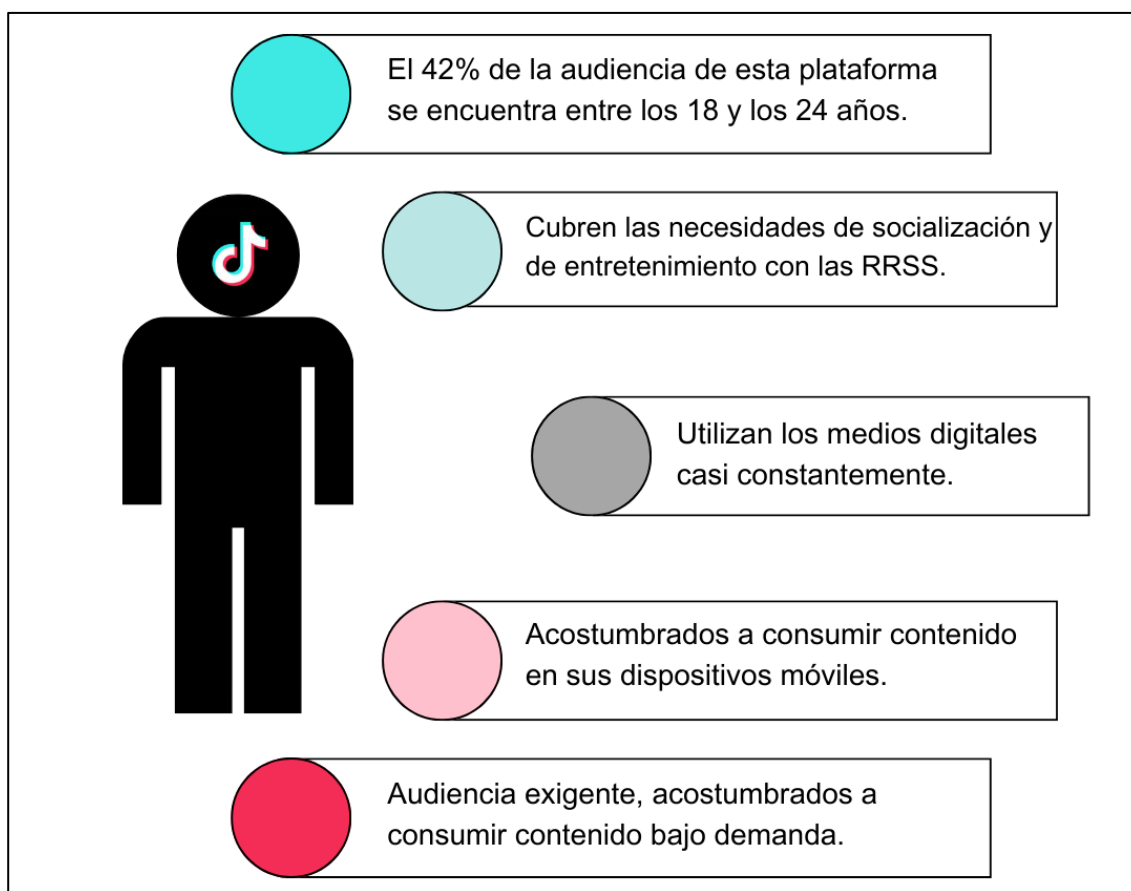 El 42% de la audiencia de esta plataforma
se encuentra entre los 18 y los 24 años.
Cubren las necesidades de socialización y
de entretenimiento con las RRSS.
Utilizan los medios digitales
casi constantemente.
Acostumbrados a consumir contenido
en sus dispositivos móviles.
Audiencia exigente, acostumbrados a
consumir contenido bajo demanda.